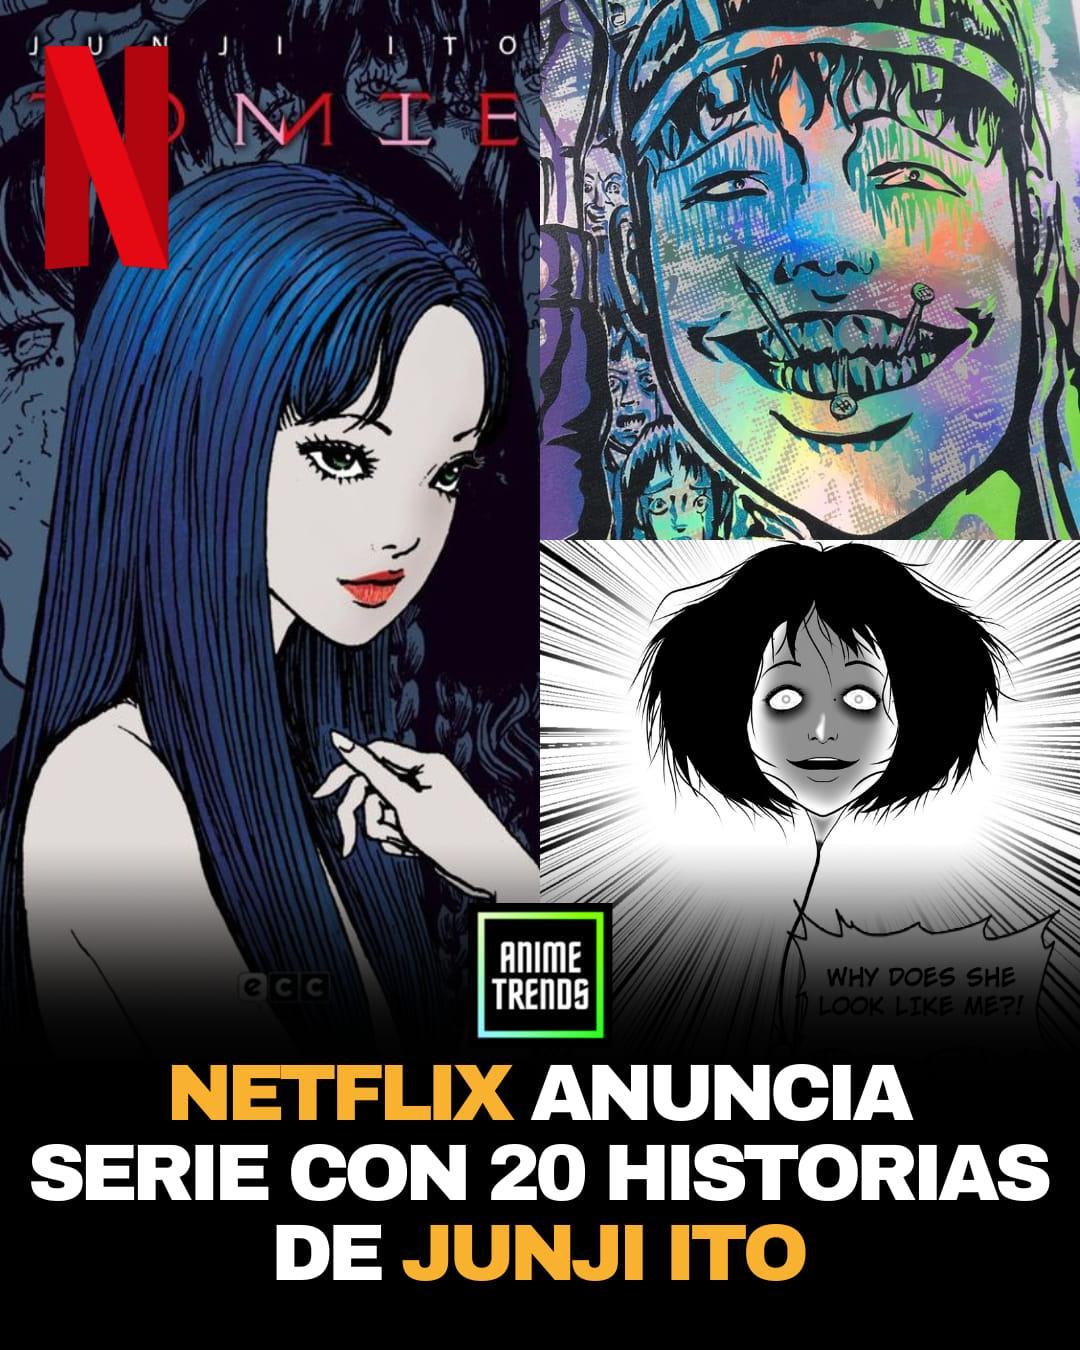 JUNJI ITO
TOMIE
ecc
WHY DOES SHE
LOOK LIKE ME?!
ANIME
TRENDS
NETFLIX ANUNCIA
SERIE CON 20 HISTORIAS
DE JUNJI ITO